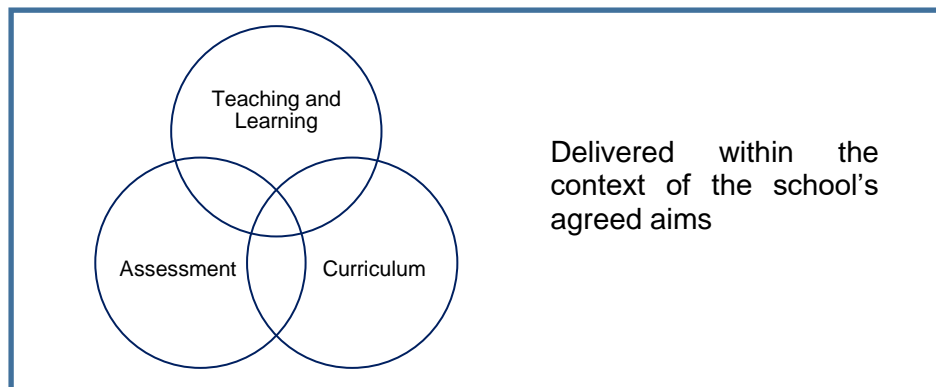 Teaching and
Learning
Assessment
Curriculum
Delivered within the
context of the school's
agreed aims